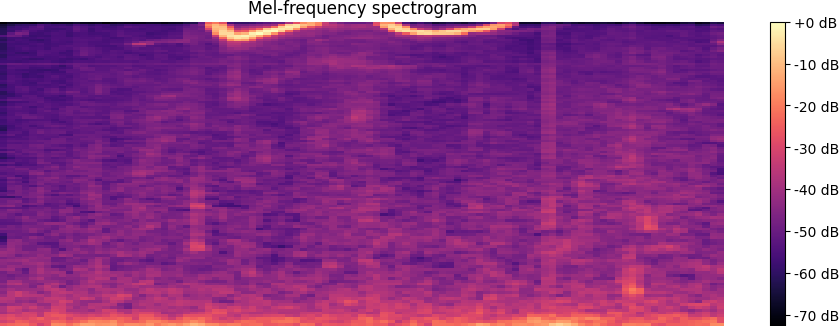 Mel-frequency spectrogram
+0 dB
-10 dB
-20 dB
-30 dB
-40 dB
-50 dB
-60 dB
-70 dB